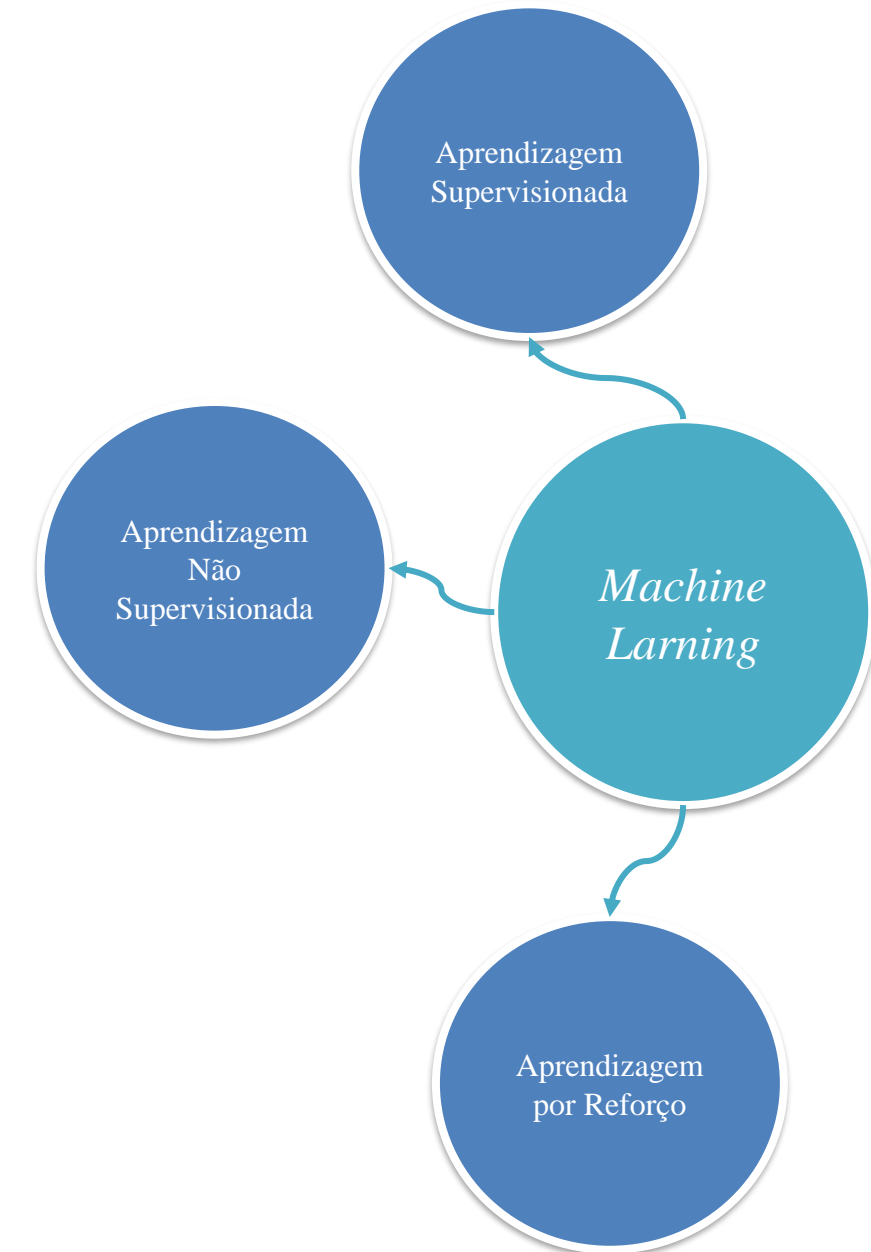 Aprendizagem
Supervisionada
Aprendizagem
Não
Supervisionada
Machine
Larning
Aprendizagem
por Reforço